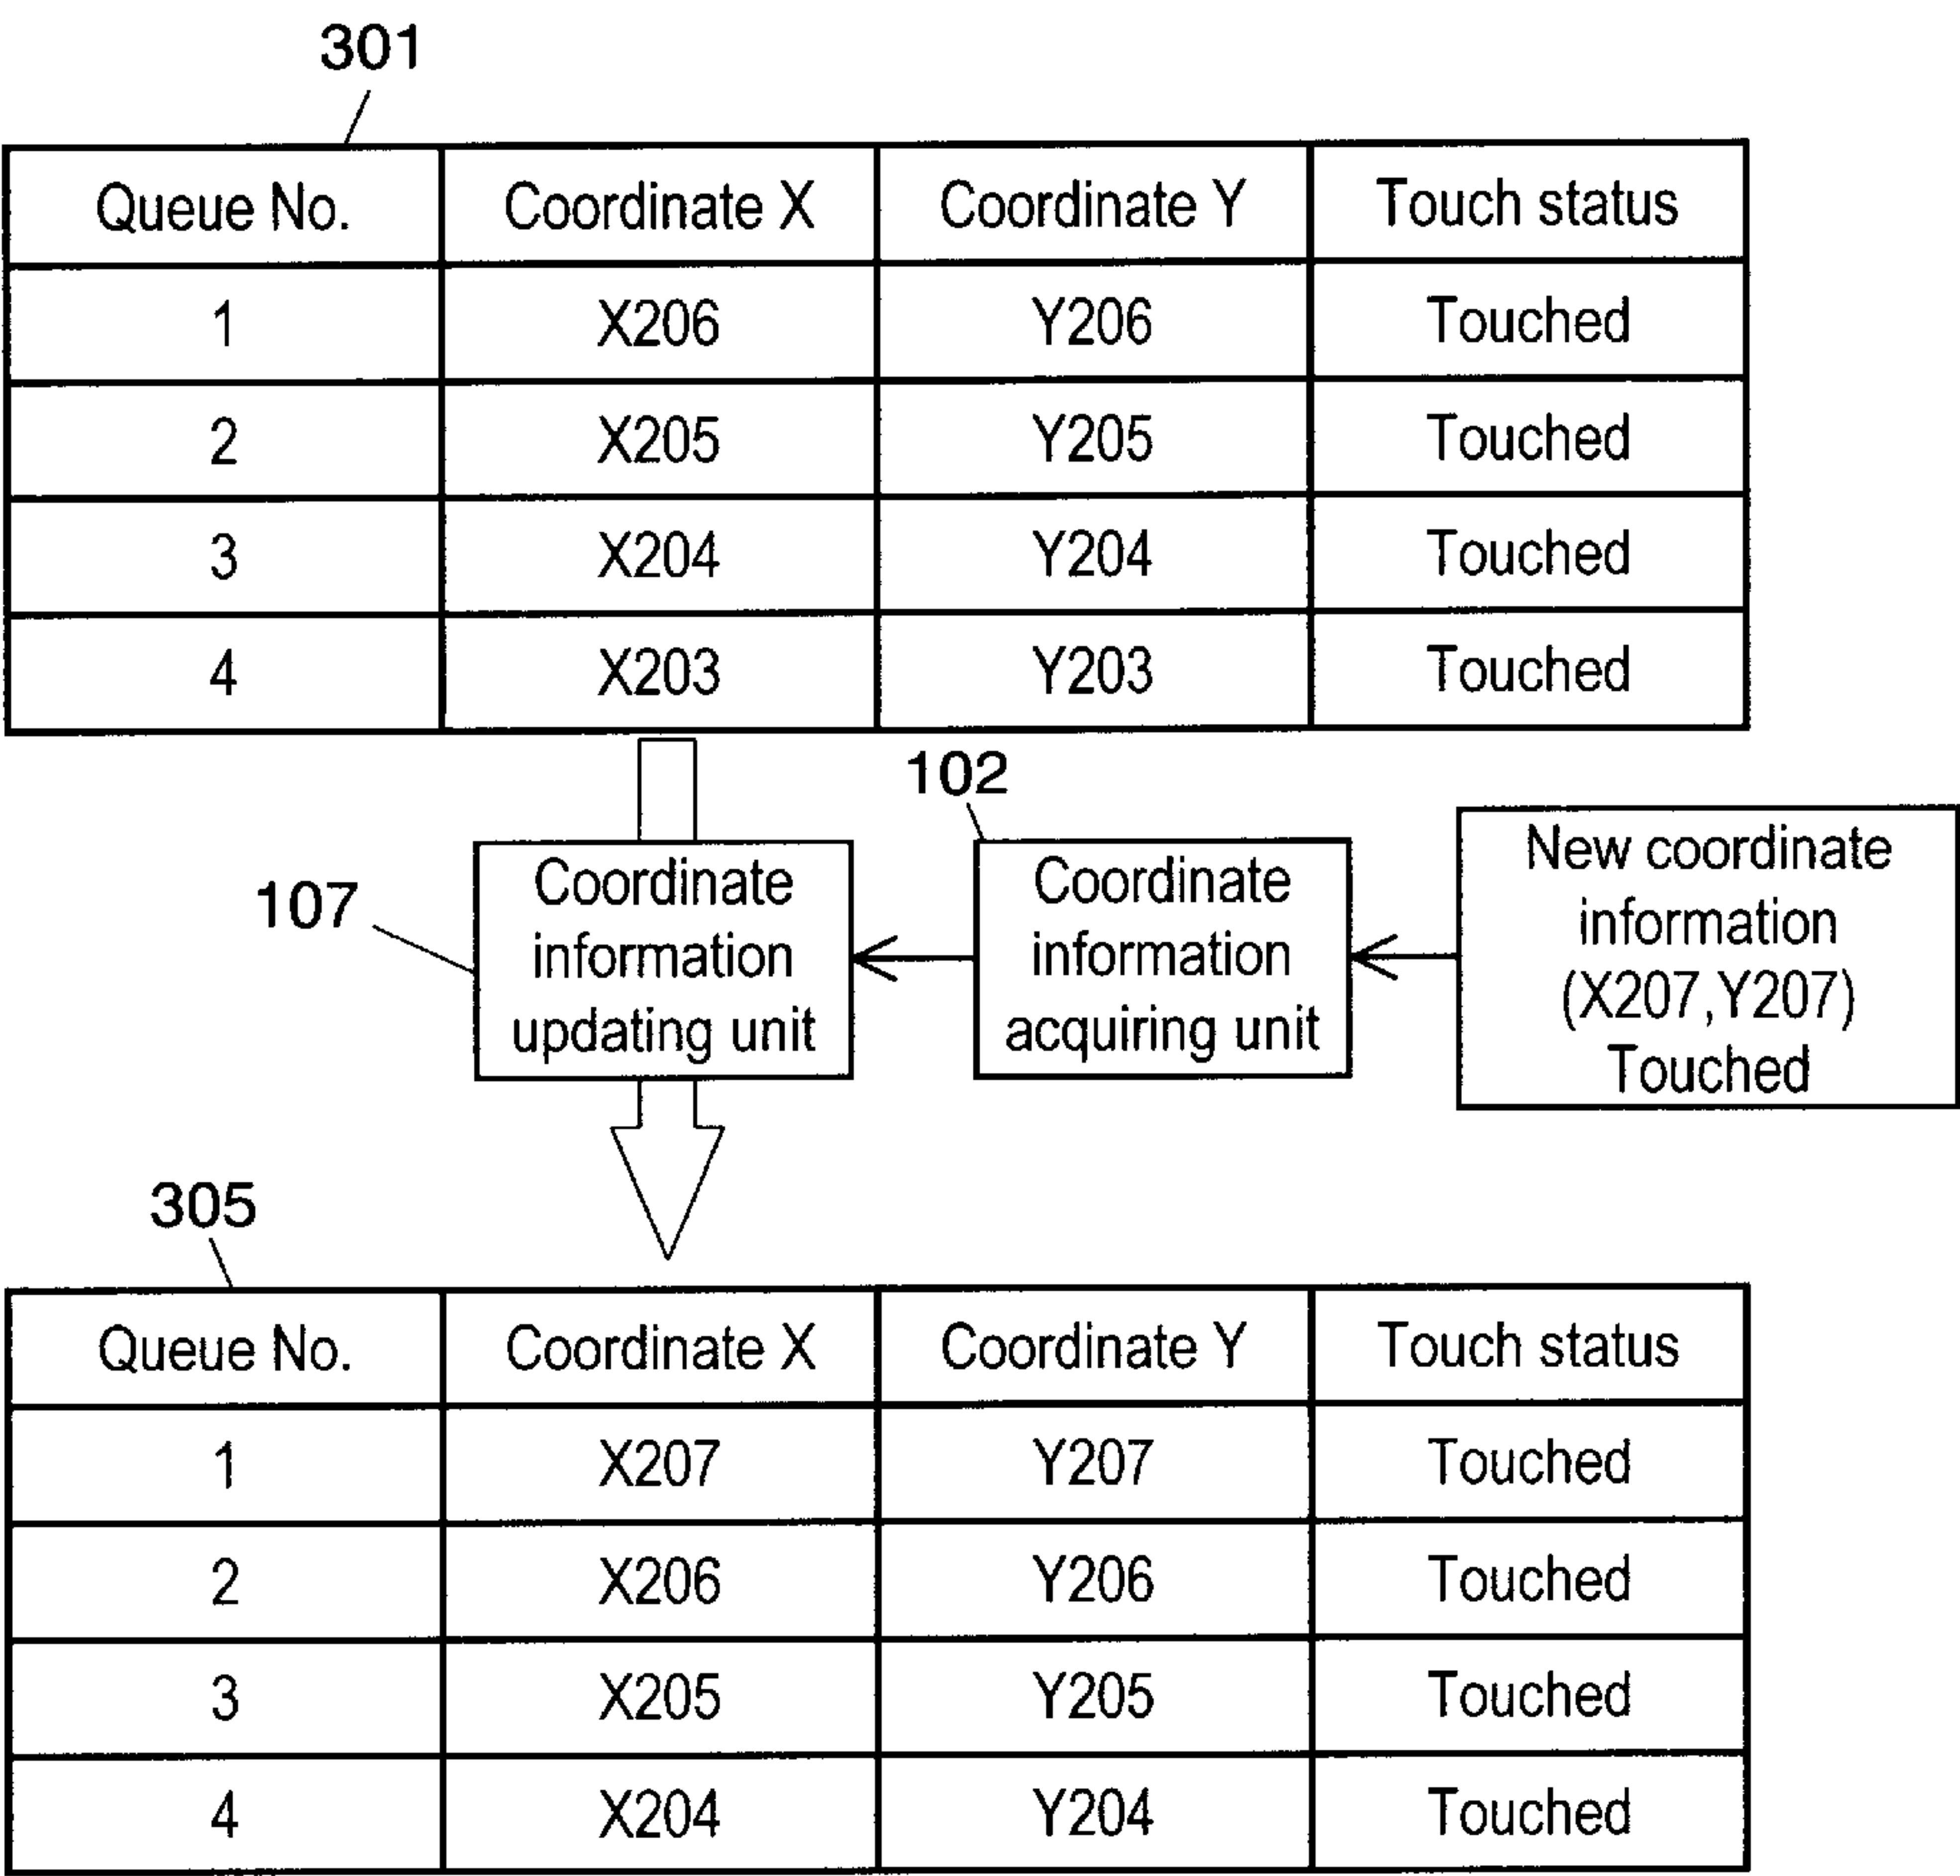 301
Queue No. Coordinate X Coordinate Y Touch status
1 X206 Y206 Touched
2 X205 Y205 Touched
3 X204 Y204 Touched
4 X203 Y203 Touched
102
107
Coordinate
information
updating unit
Coordinate
information
acquiring unit
New coordinate
information
(X207,Y207)
Touched
305
Queue No. Coordinate X Coordinate Y Touch status
1 X207 Y207 Touched
2 X206 Y206 Touched
3 X205 Y205 Touched
4 X204 Y204 Touched